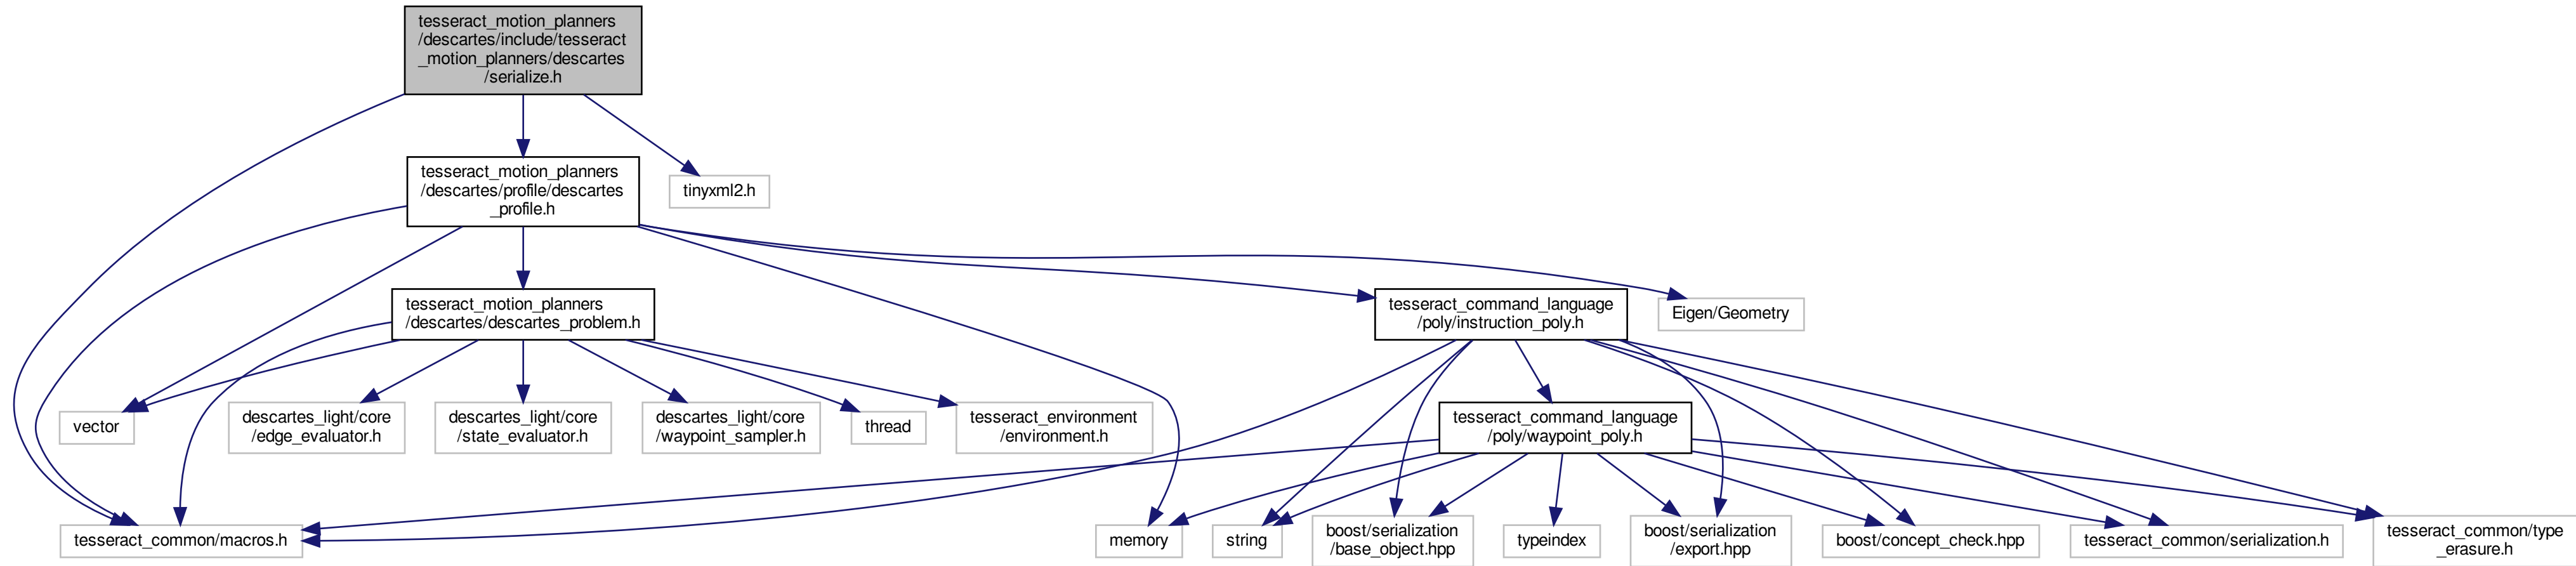 tesseract_motion_planners
/descartes/include/tesseract
_motion_planners/descartes
/serialize.h
tesseract_motion_planners
/descartes/profile/descartes
_profile.h
tinyxml2.h
tesseract_motion_planners
/descartes/descartes_problem.h
tesseract_command_language
/poly/instruction_poly.h
Eigen/Geometry
vector
descartes_light/core
/edge_evaluator.h
descartes_light/core
/state_evaluator.h
descartes_light/core
/waypoint_sampler.h
thread
tesseract_environment
/environment.h
tesseract_command_language
/poly/waypoint_poly.h
tesseract_common/macros.h
memory
string
boost/serialization
/base_object.hpp
typeindex
boost/serialization
/export.hpp
boost/concept_check.hpp
tesseract_common/serialization.h
tesseract_common/type
_erasure.h